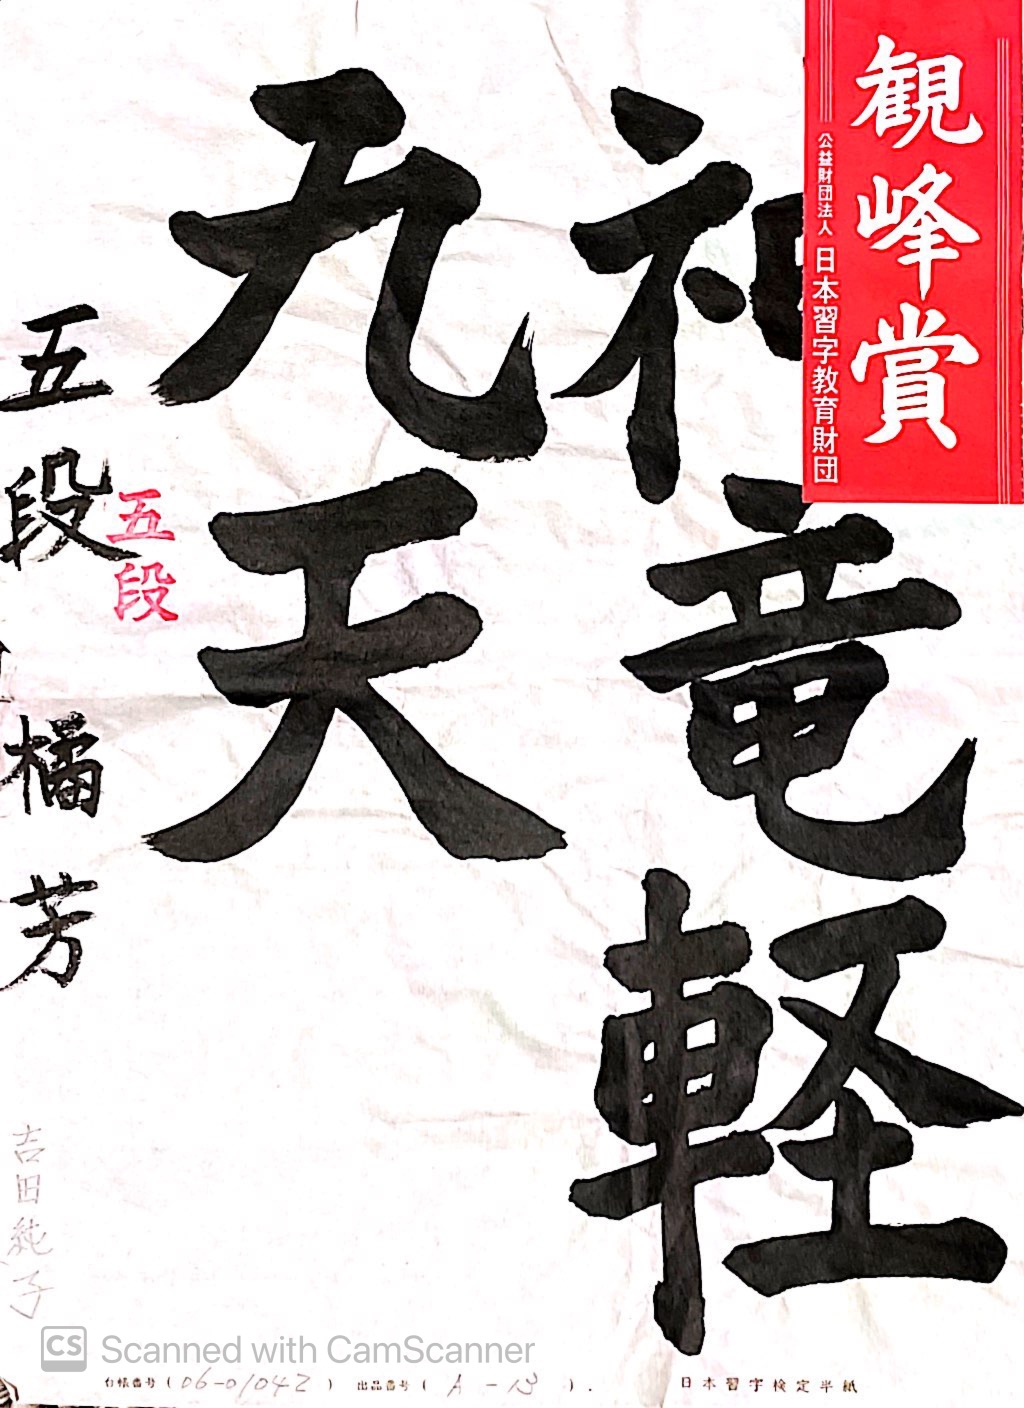 観峰賞
公益財団法人 日本習字教育財団
神竜軽
九天
五段
五段 橘芳
吉田純子
CS Scanned with CamScanner
台帳番号 ( 06-01042 ) 出品番号 ( A - 13 ) .
日本習字検定半紙